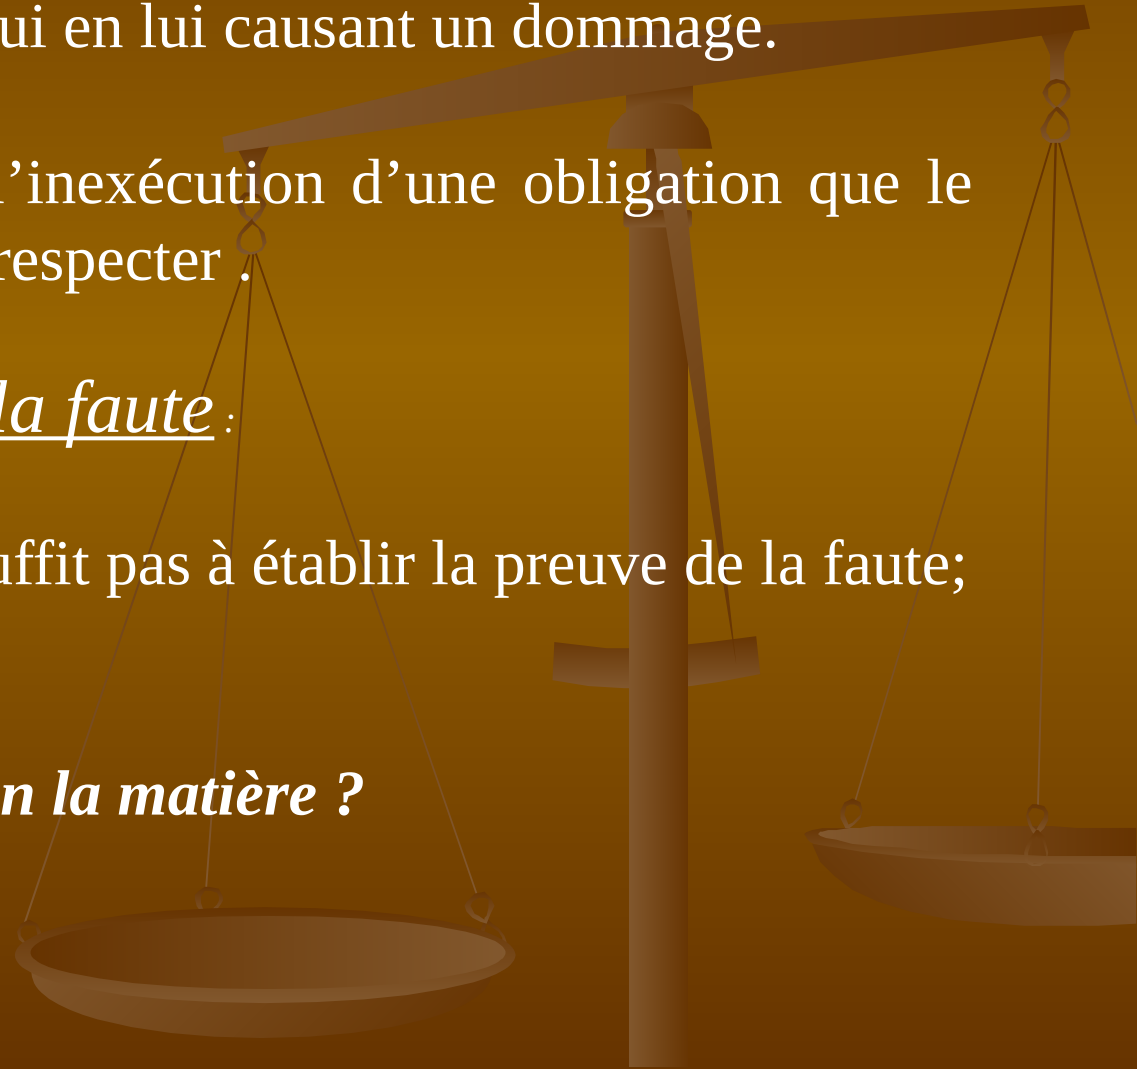 ui en lui causant un dommage.
l’inexécution d’une obligation que le
respecter .
la faute :
uffit pas à établir la preuve de la faute;
n la matière ?